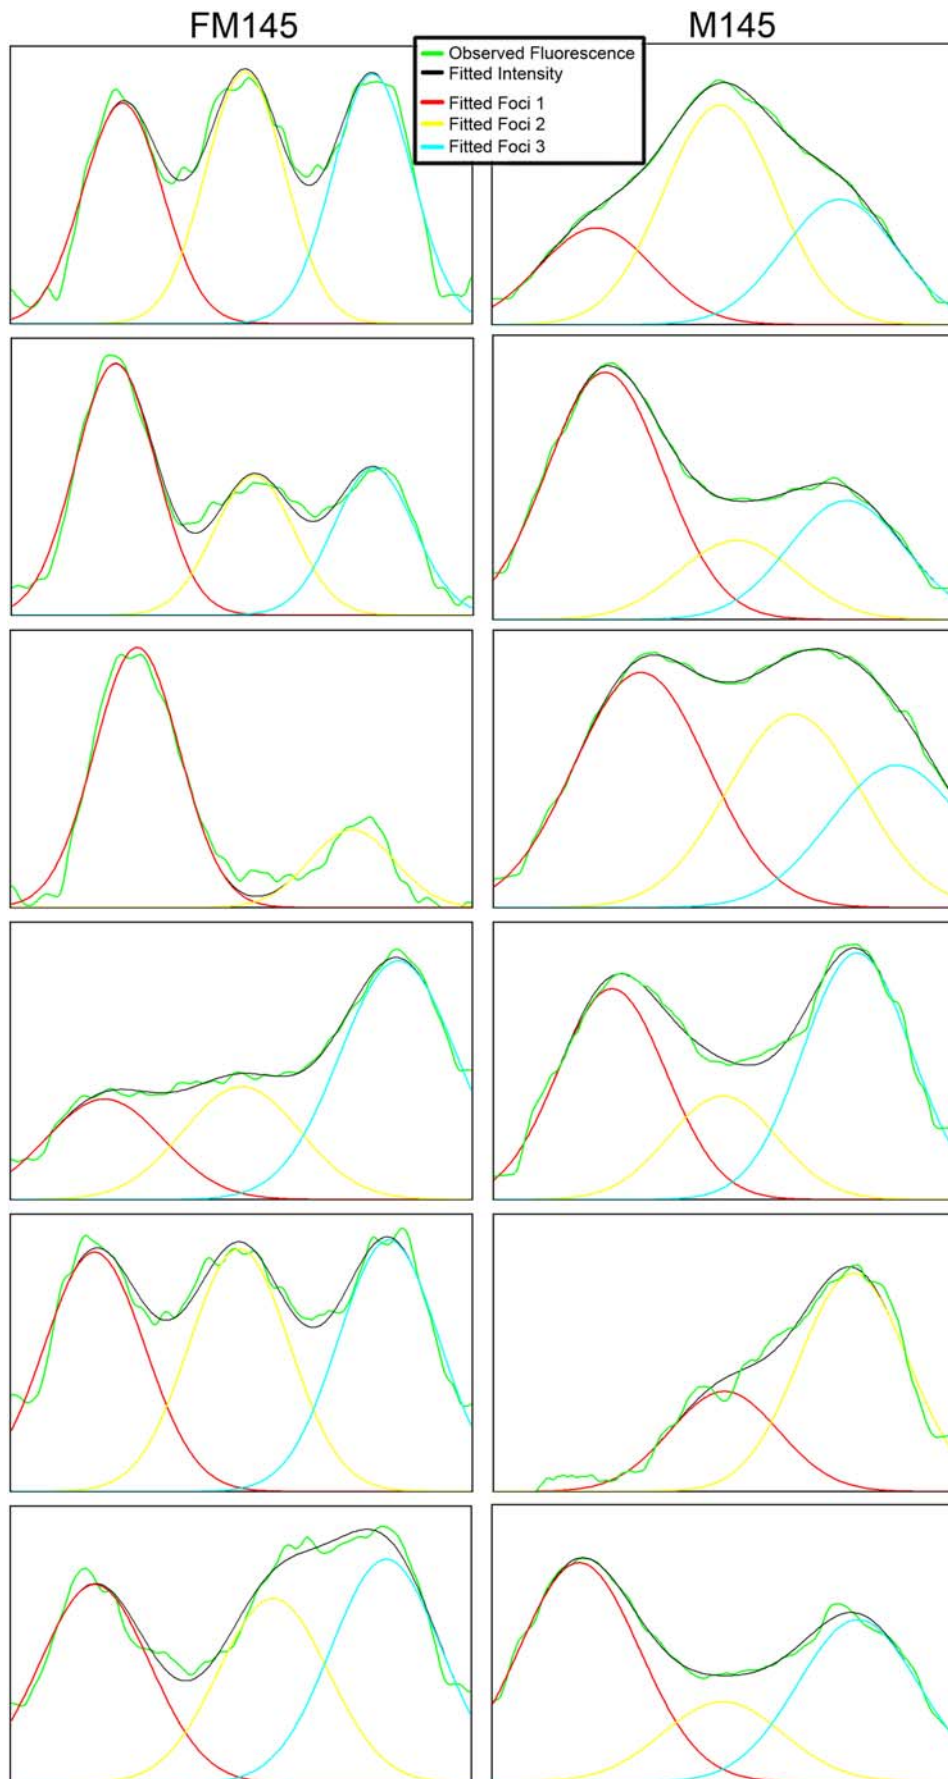 FM145
M145
Observed Fluorescence
Fitted Intensity
Fitted Foci 1
Fitted Foci 2
Fitted Foci 3